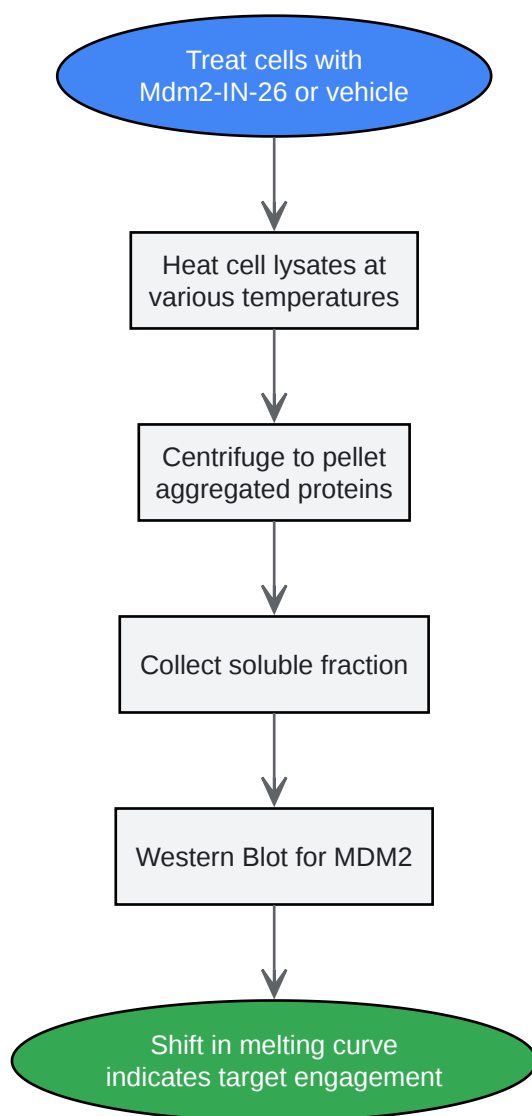 Treat cells with
Mdm2-IN-26 or vehicle
Heat cell lysates at
various temperatures
Centrifuge to pellet
aggregated proteins
Collect soluble fraction
Western Blot for MDM2
Shift in melting curve
indicates target engagement